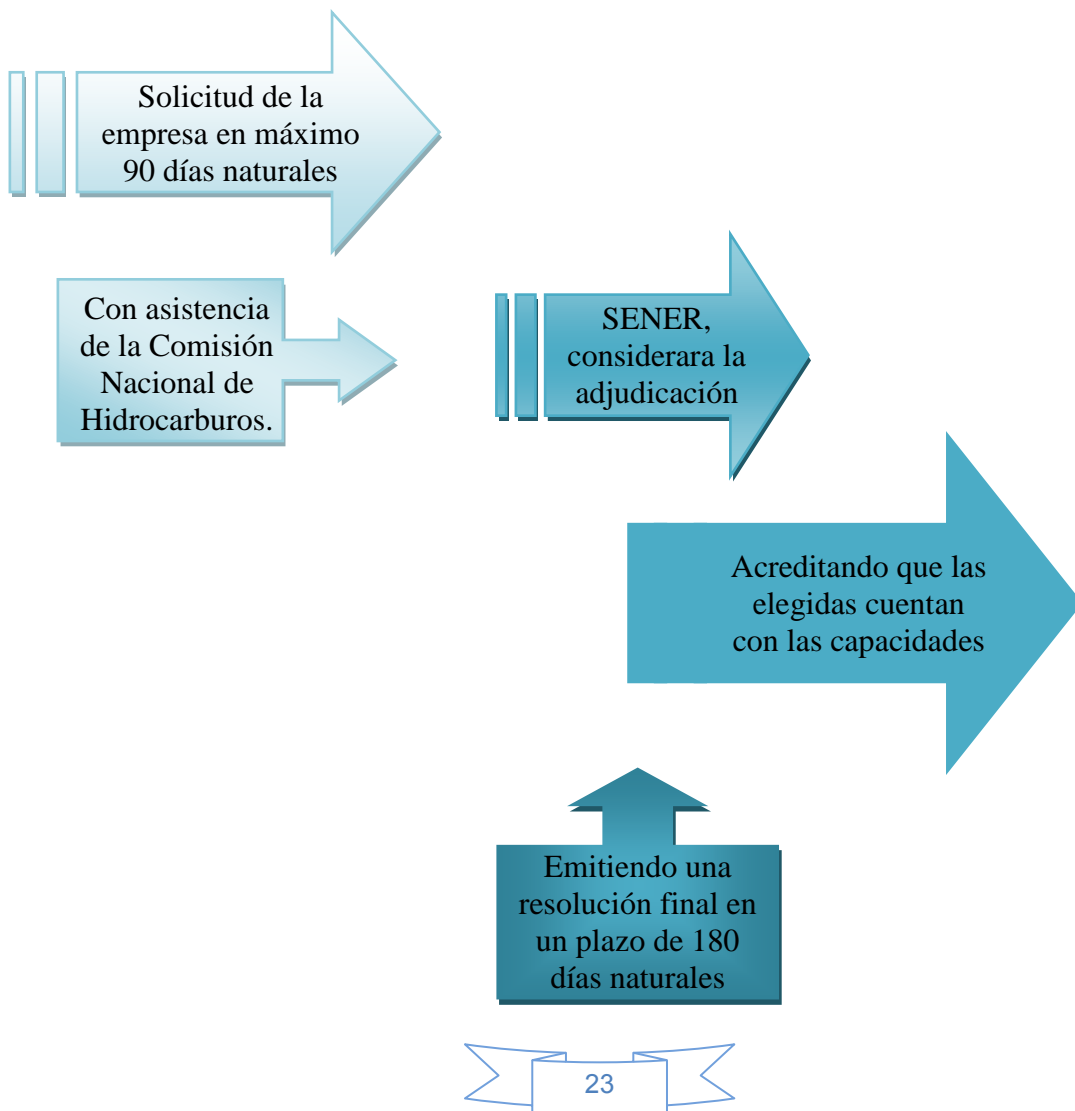 Solicitud de la
empresa en máximo
90 días naturales
Con asistencia
de la Comisión
Nacional de
Hidrocarburos.
SENER,
considerara la
adjudicación
Acreditando que las
elegidas cuentan
con las capacidades
Emitiendo una
resolución final en
un plazo de 180
días naturales
23